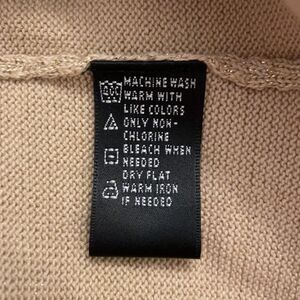 MACHINE WASH
WARM WITH
LIKE COLORS
ONLY NON-
CHLORINE
BLEACH WHEN
NEEDED
DRY FLAT
WARM IRON
IF NEEDED